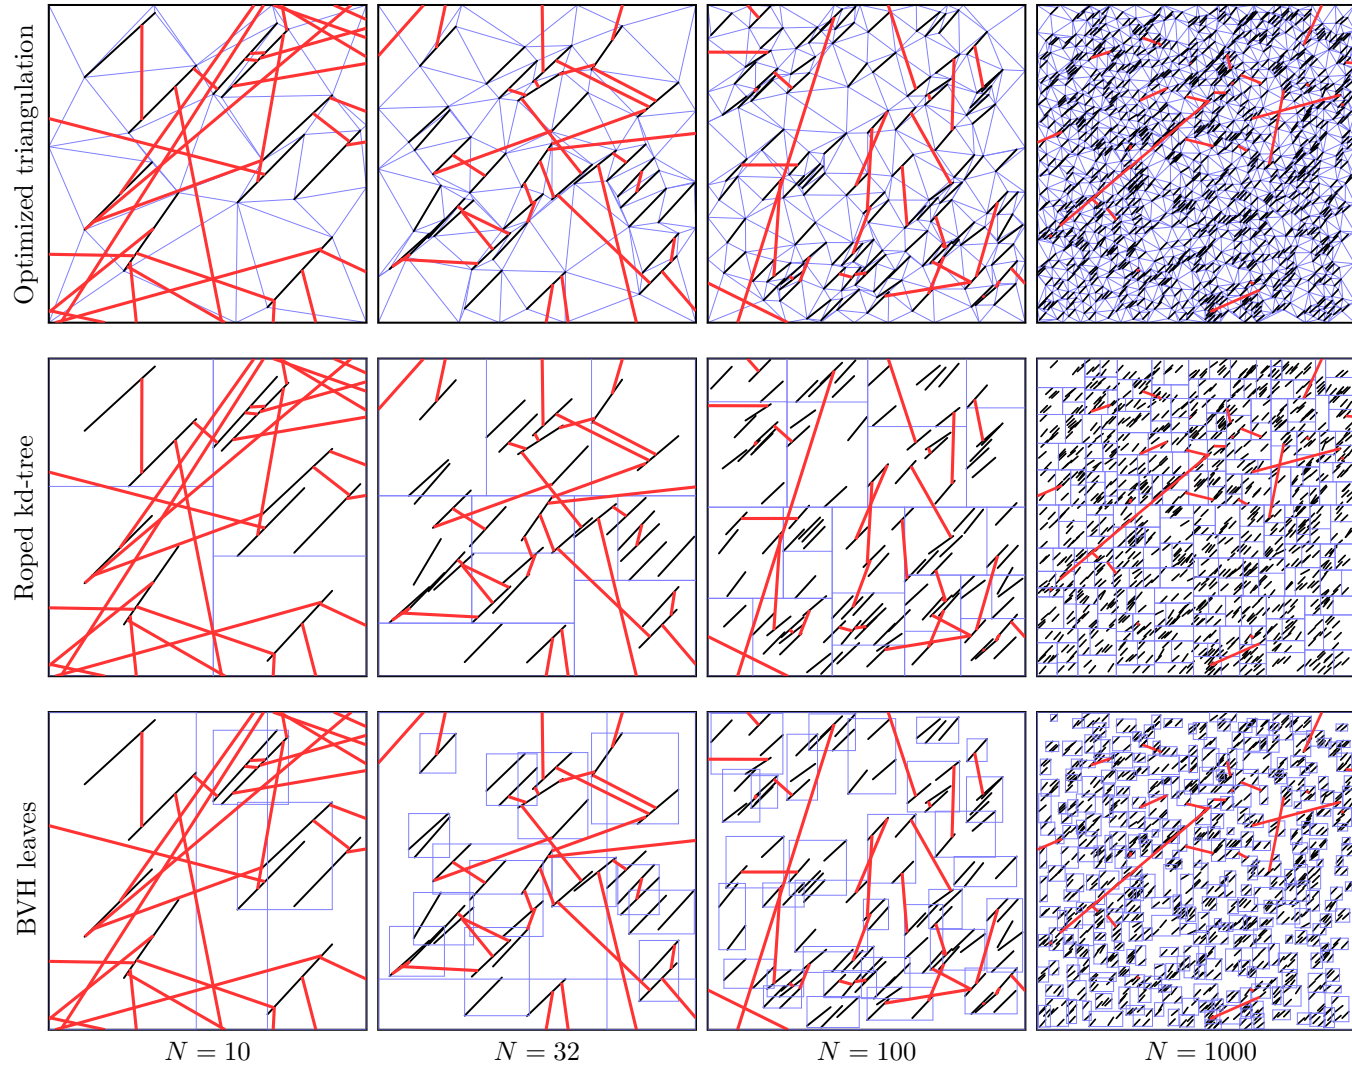 Optimized triangulation
Roped kd-tree
BVH leaves
N = 10
N = 32
N = 100
N = 1000